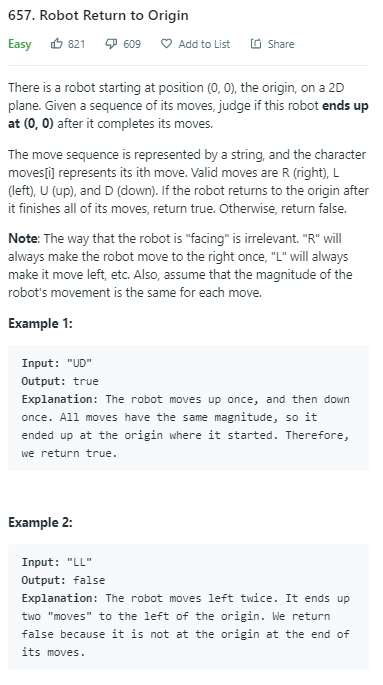 657. Robot Return to Origin
Easy 821 609 Add to List Share
There is a robot starting at position (0, 0), the origin, on a 2D
plane. Given a sequence of its moves, judge if this robot ends up
at (0, 0) after it completes its moves.
The move sequence is represented by a string, and the character
moves[i] represents its ith move. Valid moves are R (right), L
(left), U (up), and D (down). If the robot returns to the origin after
it finishes all of its moves, return true. Otherwise, return false.
Note: The way that the robot is "facing" is irrelevant. "R" will
always make the robot move to the right once, "L" will always
make it move left, etc. Also, assume that the magnitude of the
robot's movement is the same for each move.
Example 1:
Input: "UD"
Output: true
Explanation: The robot moves up once, and then down
once. All moves have the same magnitude, so it
ended up at the origin where it started. Therefore,
we return true.
Example 2:
Input: "LL"
Output: false
Explanation: The robot moves left twice. It ends up
two "moves" to the left of the origin. We return
false because it is not at the origin at the end of
its moves.